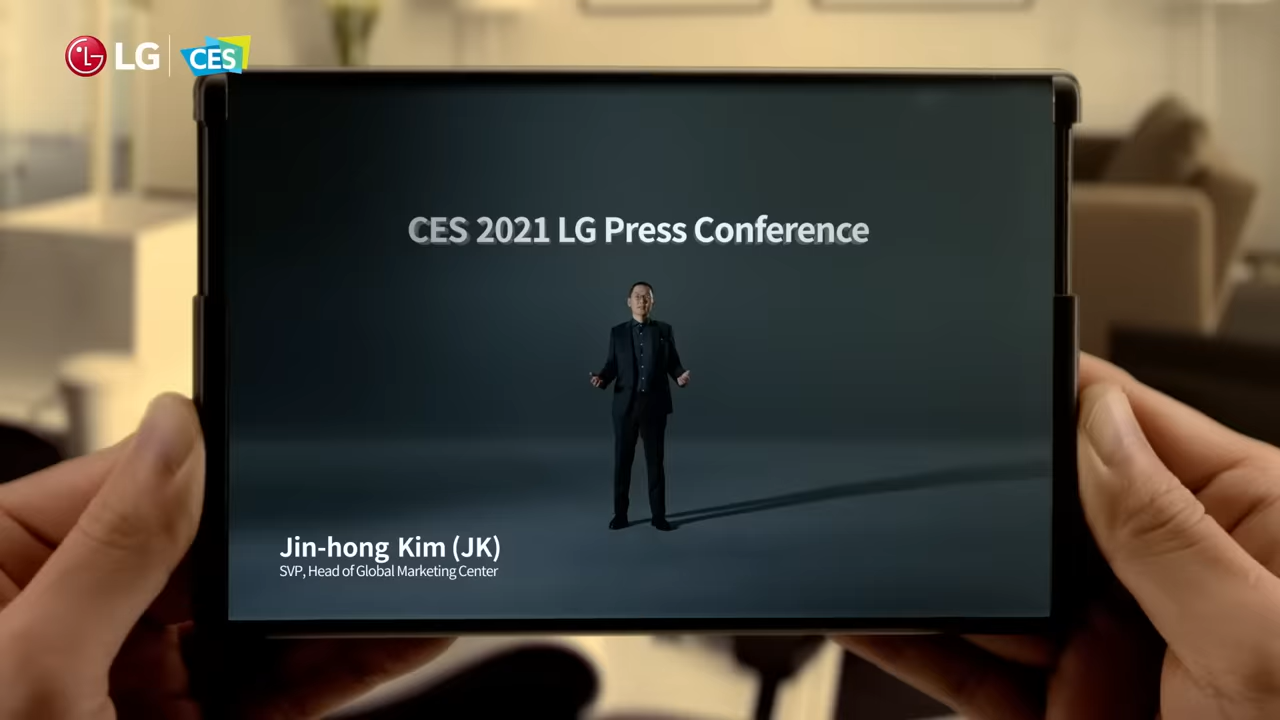 LG
CES
CES 2021 LG Press Conference
Jin-hong Kim (JK)
SVP, Head of Global Marketing Center